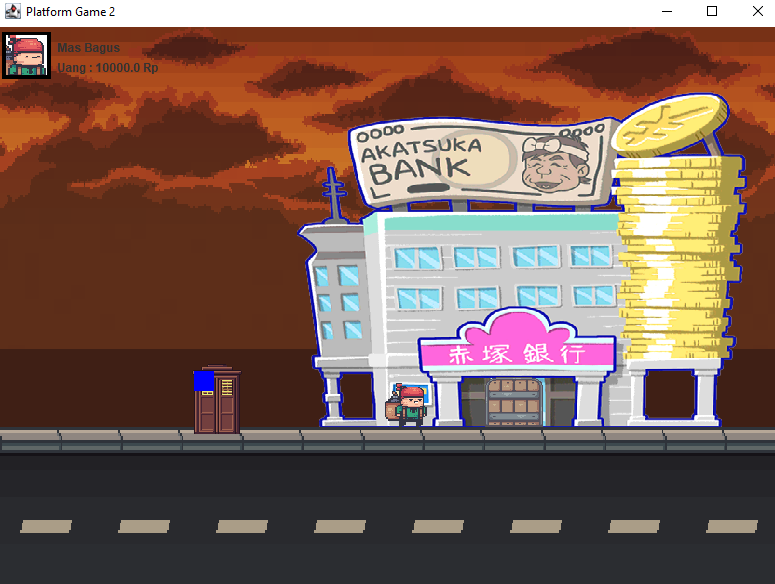 Platform Game 2
Mas Bagus
Uang : 10000.0 Rp
AKATSUKA
BANK
赤塚銀行